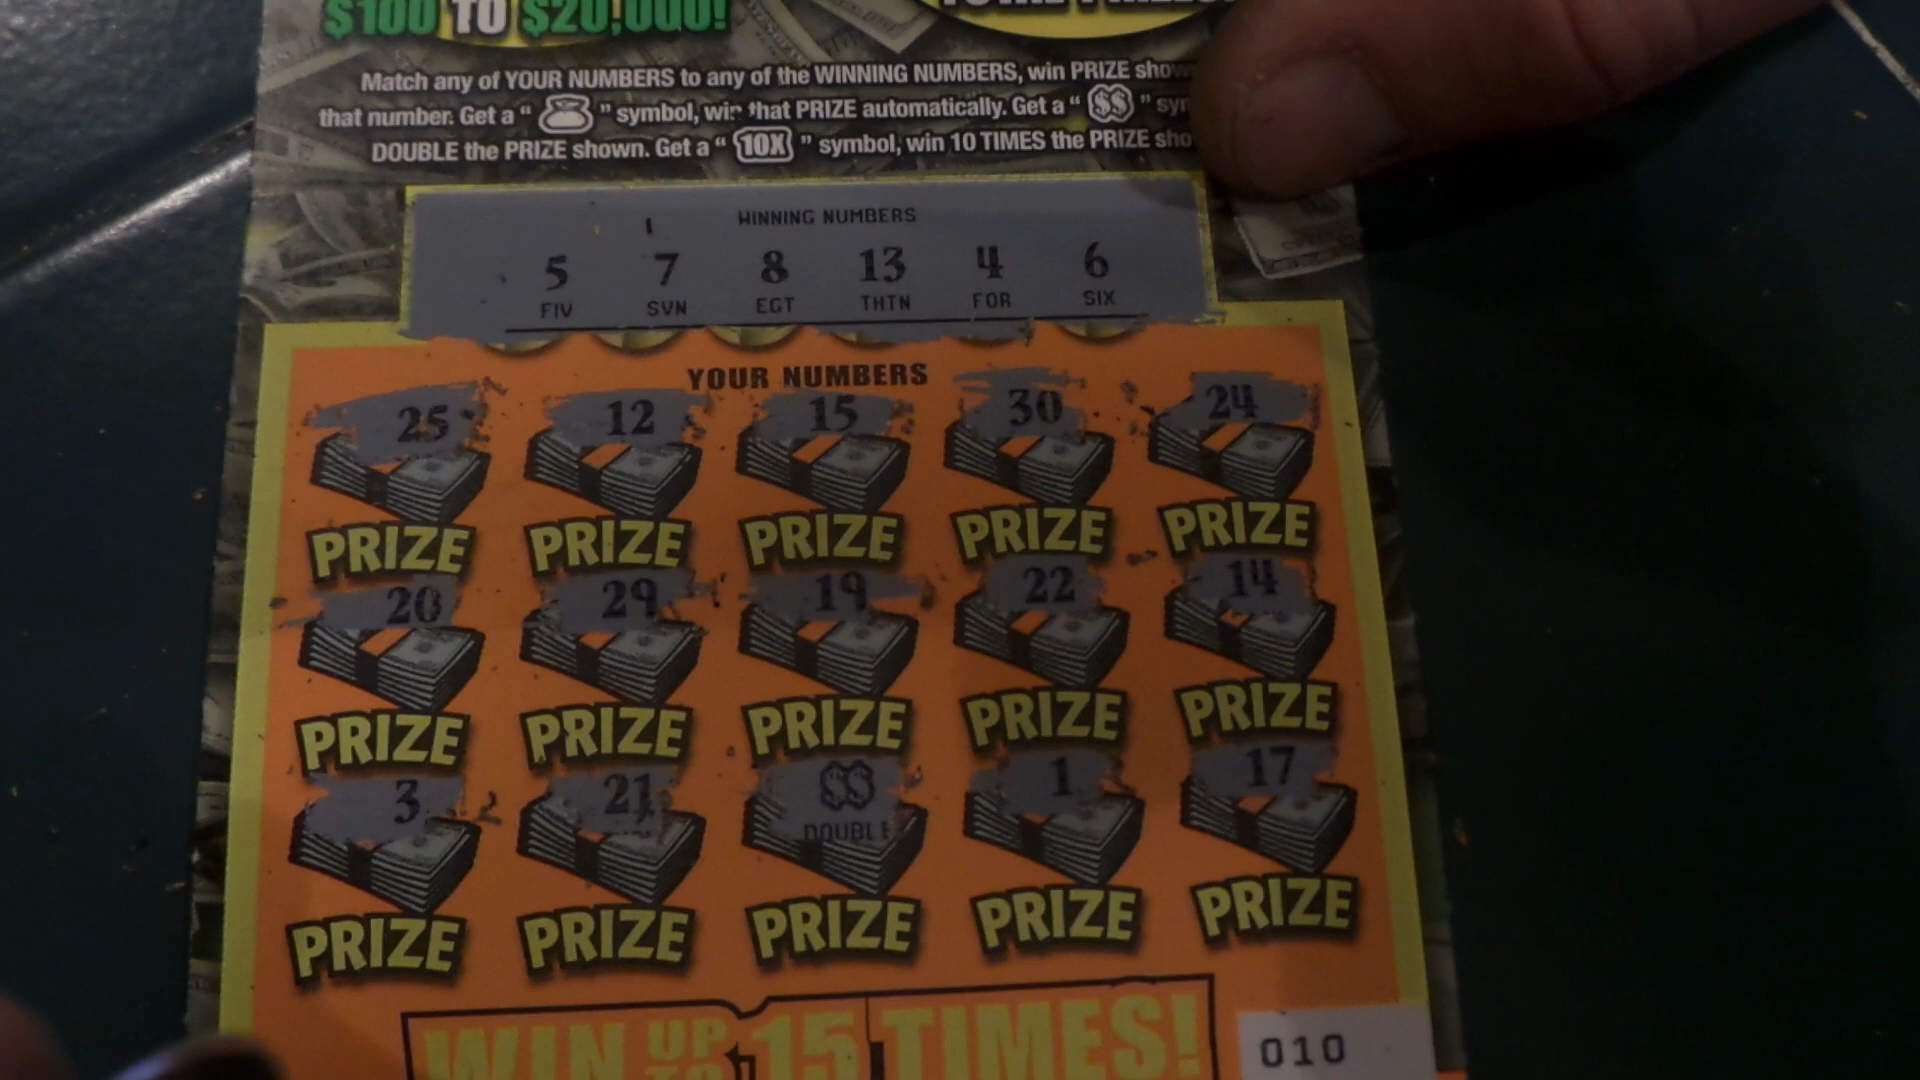 $100 TO $20,000!
Match any of YOUR NUMBERS to any of the WINNING NUMBERS, win PRIZE
that number. Get a " " symbol, win that PRIZE automatically. Get a " $$ "
DOUBLE the PRIZE shown. Get a " 10X " symbol, win 10 TIMES the PRIZE
WINNING NUMBERS
5 7 8 13 4 6
FIV SVN EGT THTN FOR SIX
YOUR NUMBERS
25 12 15 30 24
PRIZE PRIZE PRIZE PRIZE PRIZE
20 29 19 22 14
PRIZE PRIZE PRIZE PRIZE PRIZE
3 21 $$ 1 17
DOUBLE
PRIZE PRIZE PRIZE PRIZE PRIZE
WIN UP TO 15 TIMES!
010